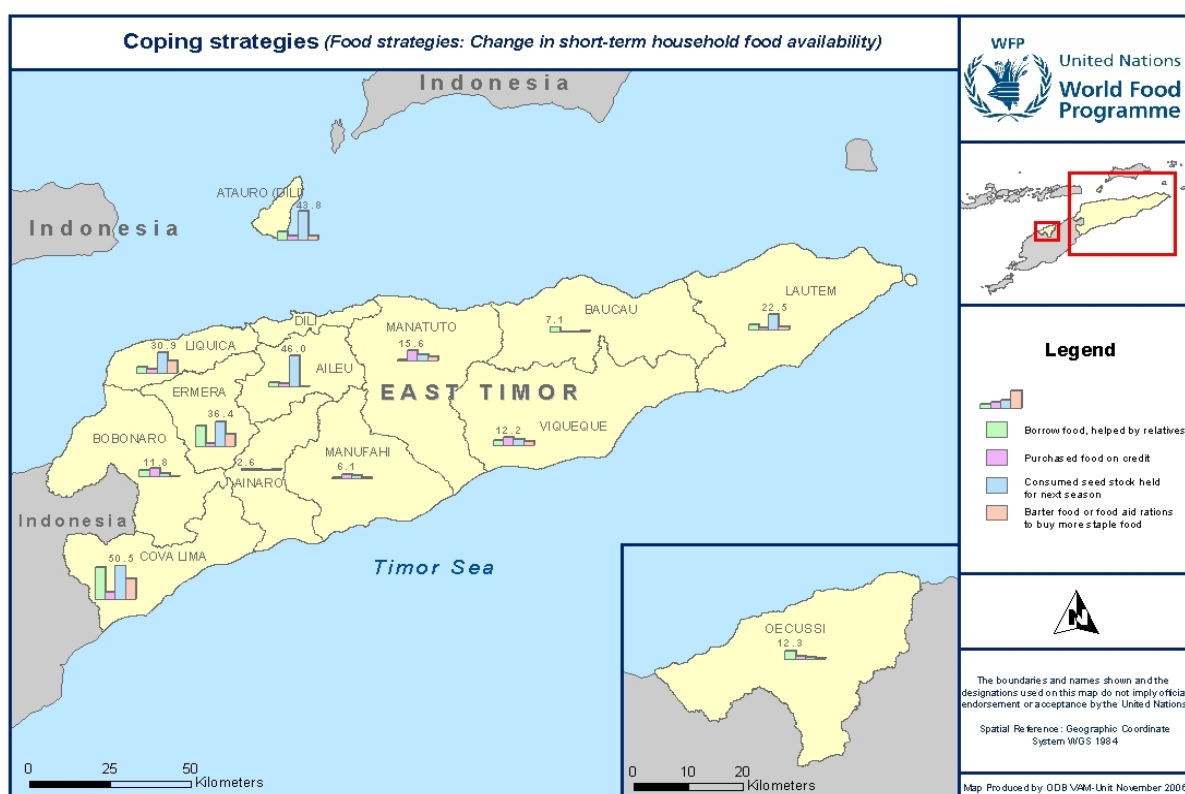 Coping strategies (Food strategies: Change in short-term household food availability)
WFP
United Nations
World Food
Programme
Indonesia
Indonesia
ATAURO (DILI)
43.8
LAUTEM
22.5
BAUCAU
7.1
DILI
MANATUTO
15.6
30.9 LIQUICA
46.0
AILEU
ERMERA
36.4
EAST TIMOR
VIQUEQUE
12.2
BOBONARO
11.8
MANUFAHI
6.1
2.6
AINARO
Indonesia
COVA LIMA
50.5
Timor Sea
OECUSSI
12.3
0 25 50
Kilometers
0 10 20
Kilometers
Legend
Borrow food, helped by relatives
Purchased food on credit
Consumed seed stock held
for next season
Barter food or food aid rations
to buy more staple food
N
The boundaries and names shown and the
designations used on this map do not imply official
endorsement or acceptance by the United Nations
Spatial Reference: Geographic Coordinate
System WGS 1984
Map Produced by ODB VAM-Unit November 2006